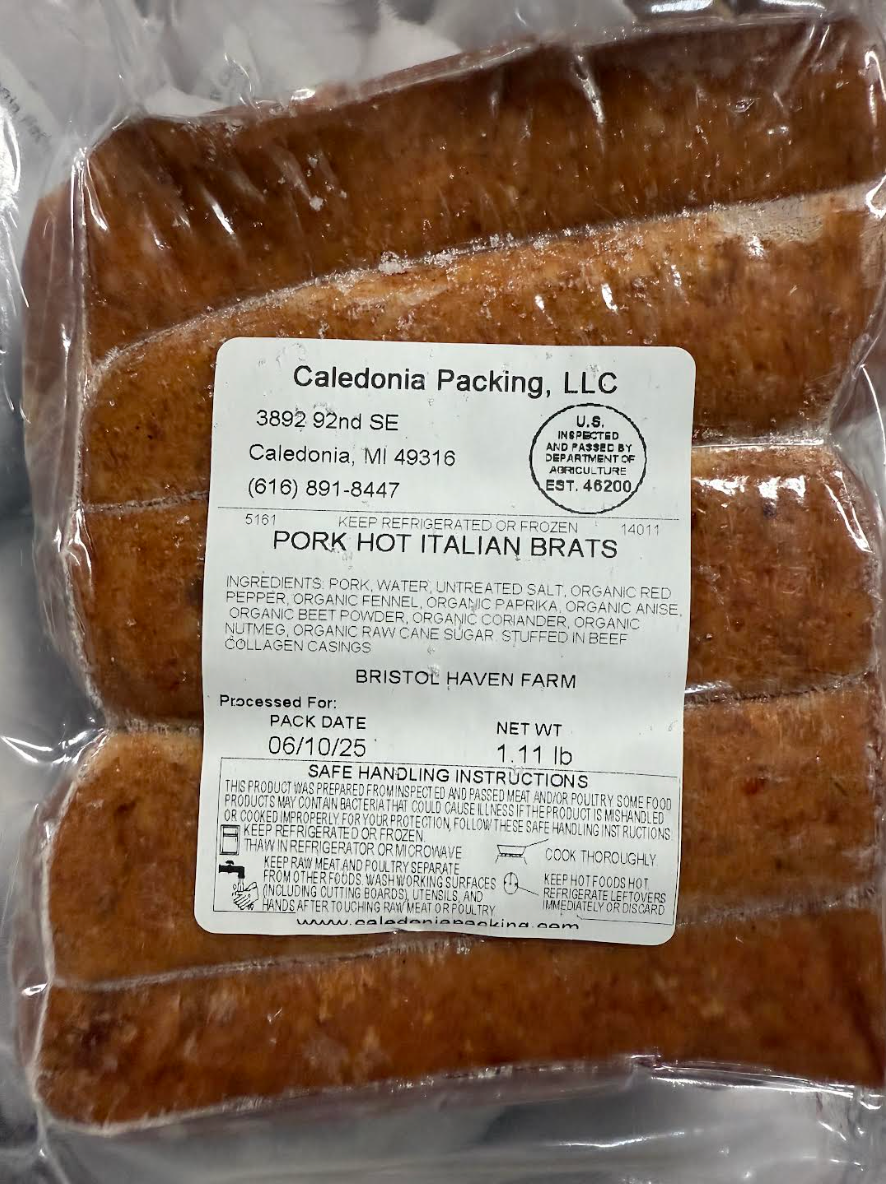 Caledonia Packing, LLC
3892 92nd SE
Caledonia, MI 49316
(616) 891-8447
U.S.
INSPECTED
AND PASSED BY
DEPARTMENT OF
AGRICULTURE
EST. 46200
5161 KEEP REFRIGERATED OR FROZEN 14011
PORK HOT ITALIAN BRATS
INGREDIENTS: PORK, WATER, UNTREATED SALT, ORGANIC RED
PEPPER, ORGANIC FENNEL, ORGANIC PAPRIKA, ORGANIC ANISE,
ORGANIC BEET POWDER, ORGANIC CORIANDER, ORGANIC
NUTMEG, ORGANIC RAW CANE SUGAR. STUFFED IN BEEF
COLLAGEN CASINGS
BRISTOL HAVEN FARM
Processed For:
PACK DATE
06/10/25
NET WT
1.11 lb
SAFE HANDLING INSTRUCTIONS
THIS PRODUCT WAS PREPARED FROM INSPECTED AND PASSED MEAT AND/OR POULTRY. SOME FOOD
PRODUCTS MAY CONTAIN BACTERIA THAT COULD CAUSE ILLNESS IF THE PRODUCT IS MISHANDLED
OR COOKED IMPROPERLY. FOR YOUR PROTECTION, FOLLOW THESE SAFE HANDLING INSTRUCTIONS.
KEEP REFRIGERATED OR FROZEN.
THAW IN REFRIGERATOR OR MICROWAVE
KEEP RAW MEAT AND POULTRY SEPARATE
FROM OTHER FOODS. WASH WORKING SURFACES
(INCLUDING CUTTING BOARDS), UTENSILS, AND
HANDS AFTER TOUCHING RAW MEAT OR POULTRY
COOK THOROUGHLY
KEEP HOT FOODS HOT.
REFRIGERATE LEFTOVERS
IMMEDIATELY OR DISCARD
www.caledoniapacking.com